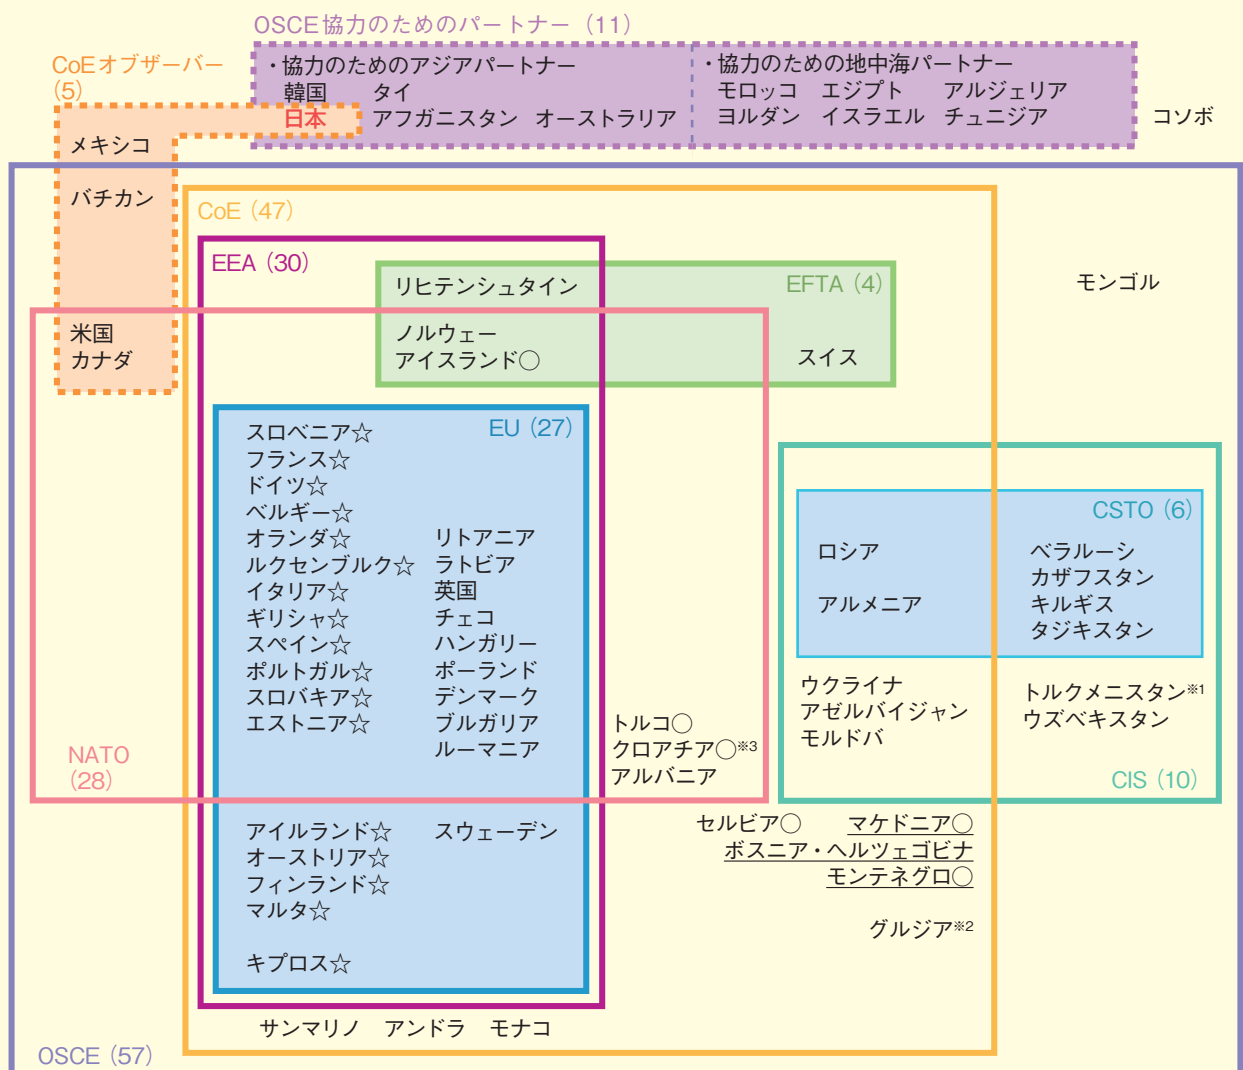 OSCE協力のためのパートナー（11）
・協力のためのアジアパートナー
韓国 タイ
日本 アフガニスタン オーストラリア
・協力のための地中海パートナー
モロッコ エジプト アルジェリア
ヨルダン イスラエル チュニジア
コソボ
CoEオブザーバー
（5）
メキシコ
バチカン
米国
カナダ
CoE（47）
EEA（30）
EFTA（4）
リヒテンシュタイン
ノルウェー
アイスランド○
スイス
モンゴル
EU（27）
スロベニア☆
フランス☆
ドイツ☆
ベルギー☆
オランダ☆ リトアニア
ルクセンブルク☆ ラトビア
イタリア☆ 英国
ギリシャ☆ チェコ
スペイン☆ ハンガリー
ポルトガル☆ ポーランド
スロバキア☆ デンマーク
エストニア☆ ブルガリア
ルーマニア
NATO
（28）
トルコ○
クロアチア○※3
アルバニア
CSTO（6）
ロシア ベラルーシ
カザフスタン
アルメニア キルギス
タジキスタン
ウクライナ
アゼルバイジャン
モルドバ
トルクメニスタン※1
ウズベキスタン
CIS（10）
アイルランド☆ スウェーデン
オーストリア☆
フィンランド☆
マルタ☆
キプロス☆
セルビア○ マケドニア○
ボスニア・ヘルツェゴビナ
モンテネグロ○
グルジア※2
サンマリノ アンドラ モナコ
OSCE（57）